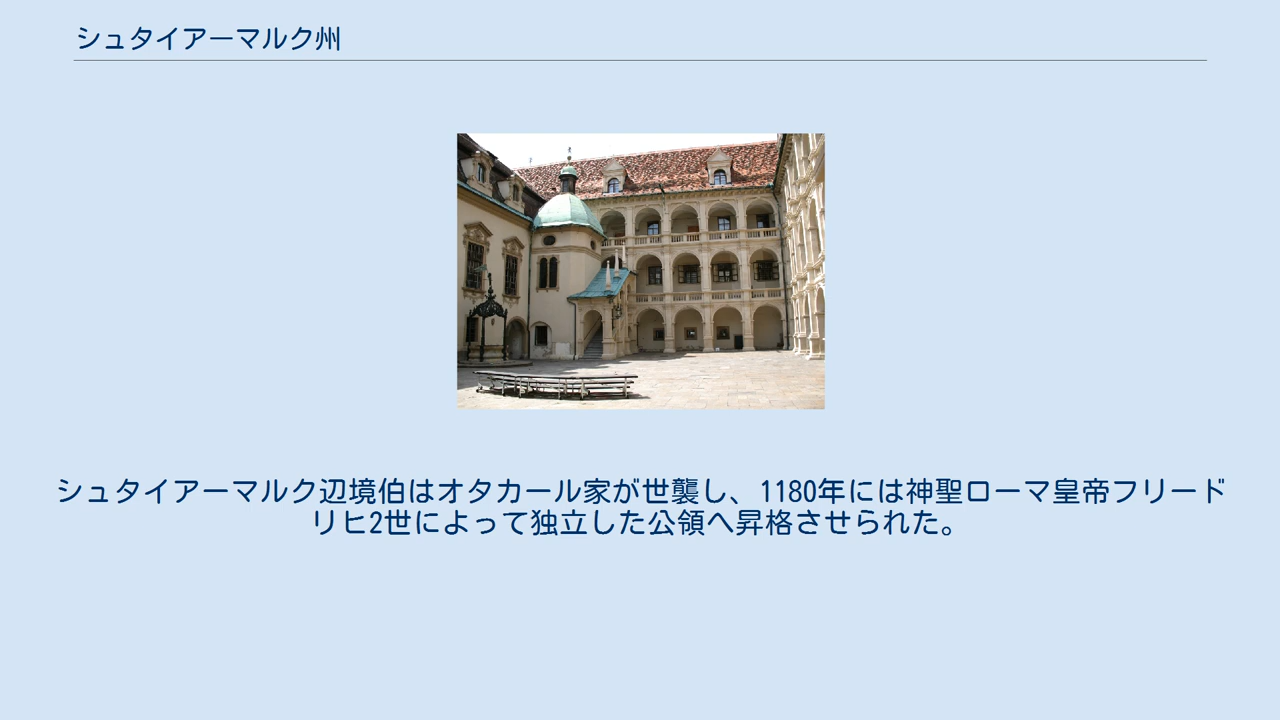 シュタイアーマルク州
シュタイアーマルク辺境伯はオタカール家が世襲し、1180年には神聖ローマ皇帝フリード
リヒ2世によって独立した公領へ昇格させられた。